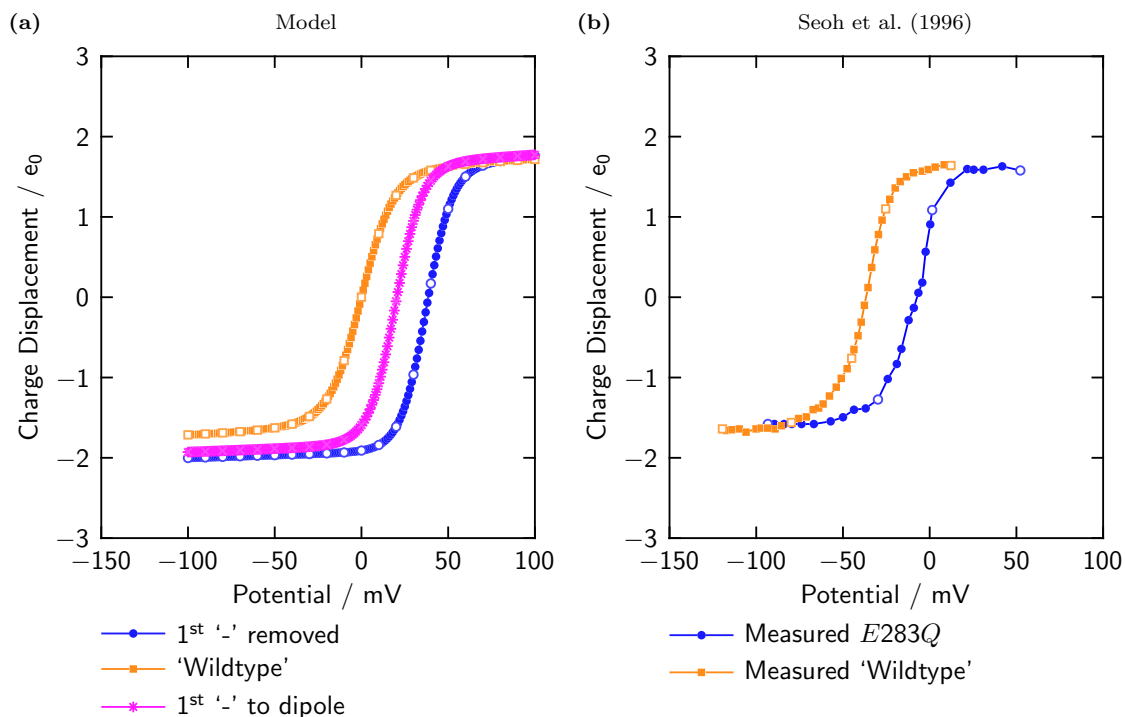 (a)
Model
3
2
1
0
−1
−2
−3
−150
−100
−50
0
50
100
Charge Displacement / e0
Potential / mV
1st ‘-’ removed
‘Wildtype’
1st ‘-’ to dipole
(b)
Seoh et al. (1996)
3
2
1
0
−1
−2
−3
−150
−100
−50
0
50
100
Charge Displacement / e0
Potential / mV
Measured E283Q
Measured ‘Wildtype’